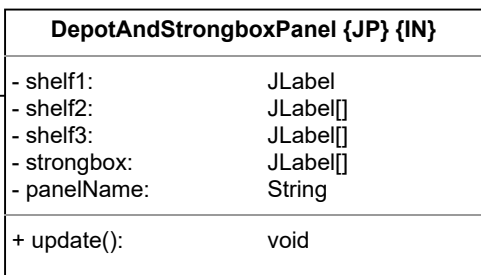 DepotAndStrongboxPanel {JP} {IN}
- shelf1: JLabel
- shelf2: JLabel[]
- shelf3: JLabel[]
- strongbox: JLabel[]
- panelName: String
+ update(): void